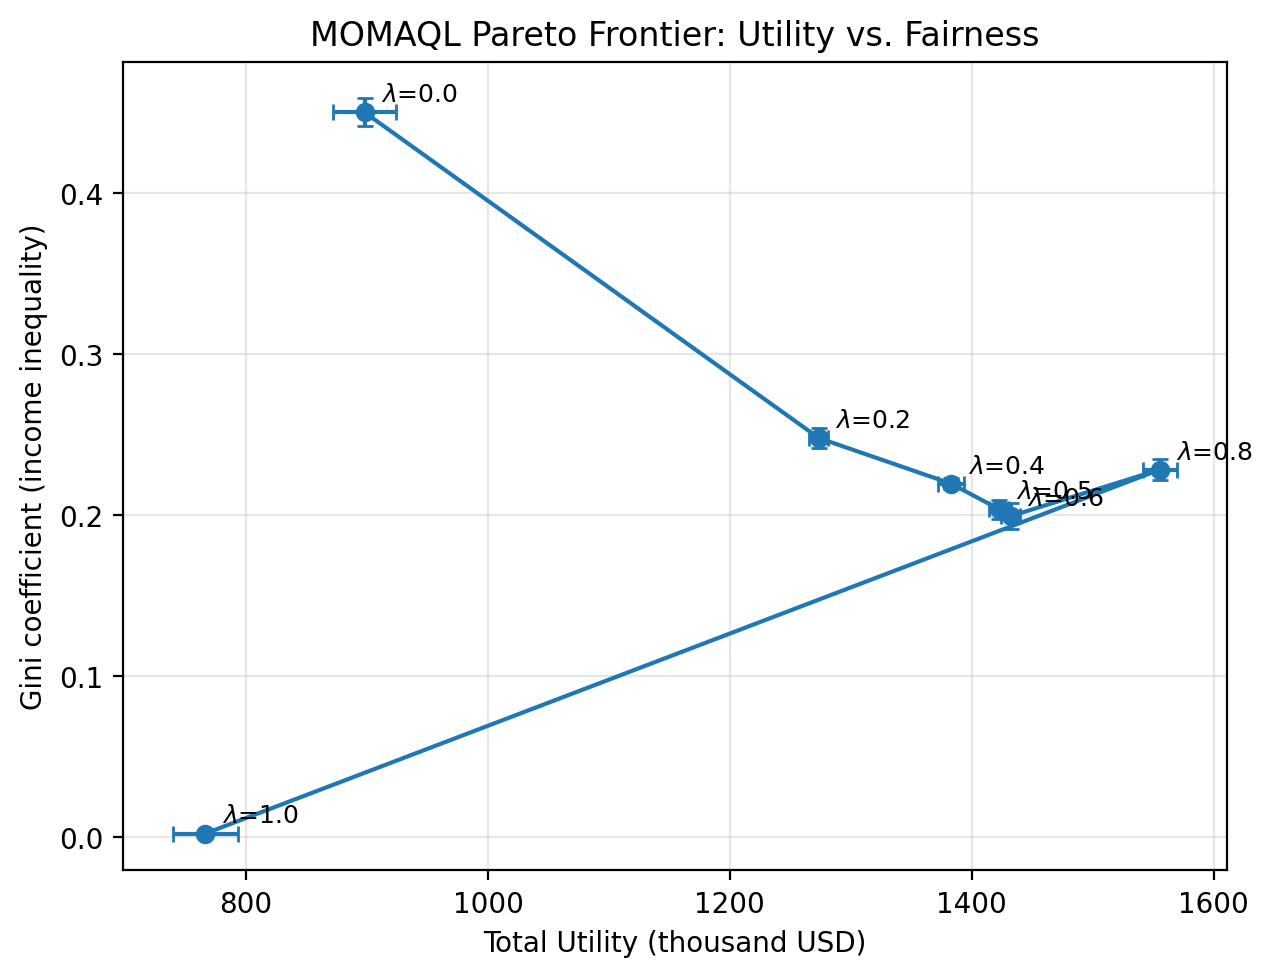 MOMAQL Pareto Frontier: Utility vs. Fairness
λ=0.0
0.4
Gini coefficient (income inequality)
0.3
λ=0.2
λ=0.4
λ=0.8
λ=0.5
λ=0.6
0.2
0.1
λ=1.0
0.0
800
1000
1200
1400
1600
Total Utility (thousand USD)